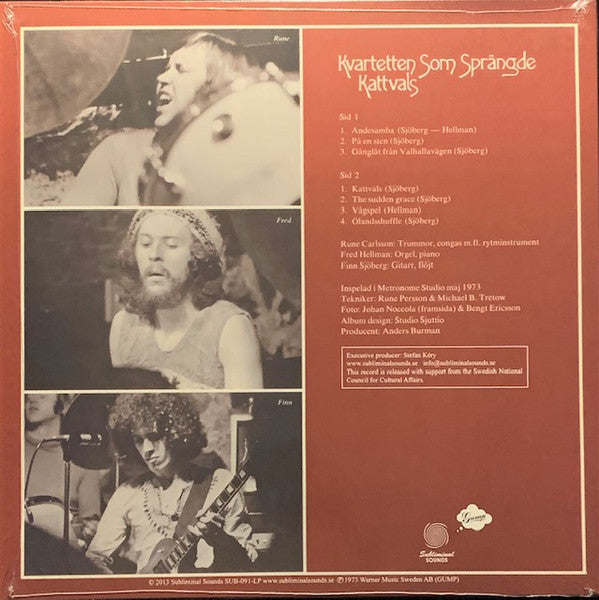 Rune
Fred
Finn
Kvartetten Som Sprängde
Kattvals
Sid 1
1. Andesamba (Sjöberg — Hellman)
2. På en sten (Sjöberg)
3. Gånglåt från Valhallavägen (Sjöberg)
Sid 2
1. Kattvals (Sjöberg)
2. The sudden grace (Sjöberg)
3. Vågspel (Hellman)
4. Ölandsshuffle (Sjöberg)
Rune Carlsson: Trummor, congas m.fl. rytminstrument
Fred Hellman: Orgel, piano
Finn Sjöberg: Gitarr, flöjt
Inspelad i Metronome Studio maj 1973
Tekniker: Rune Persson & Michael B. Tretow
Foto: Johan Noccola (framsida) & Bengt Ericsson
Album design: Studio Sjuttio
Producent: Anders Burman
Executive producer: Stefan Kéry
www.subliminalsounds.se info@subliminalsounds.se
This record is released with support from the Swedish National
Council for Cultural Affairs.
Subliminal
SOUNDS
Gump
© 2013 Subliminal Sounds SUB-091-LP www.subliminalsounds.se ℗ 1973 Warner Music Sweden AB (GUMP)